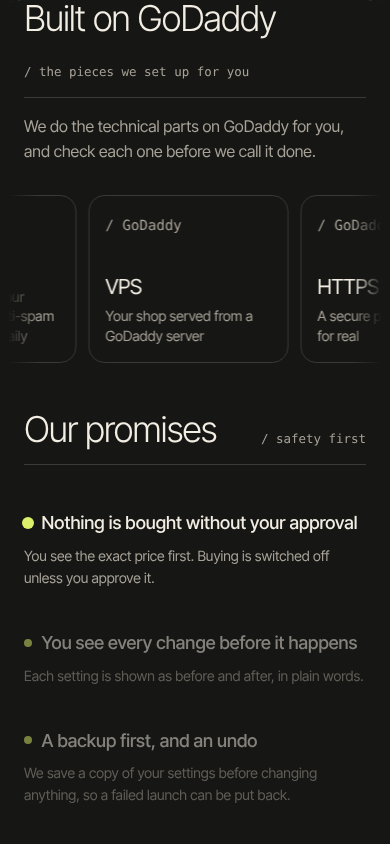 Built on GoDaddy
/ the pieces we set up for you
We do the technical parts on GoDaddy for you,
and check each one before we call it done.
/ GoDaddy
VPS
Your shop served from a
GoDaddy server
HTTPS
A secure
for real
Our promises
/ safety first
Nothing is bought without your approval
You see the exact price first. Buying is switched off
unless you approve it.
You see every change before it happens
Each setting is shown as before and after, in plain words.
A backup first, and an undo
We save a copy of your settings before changing
anything, so a failed launch can be put back.